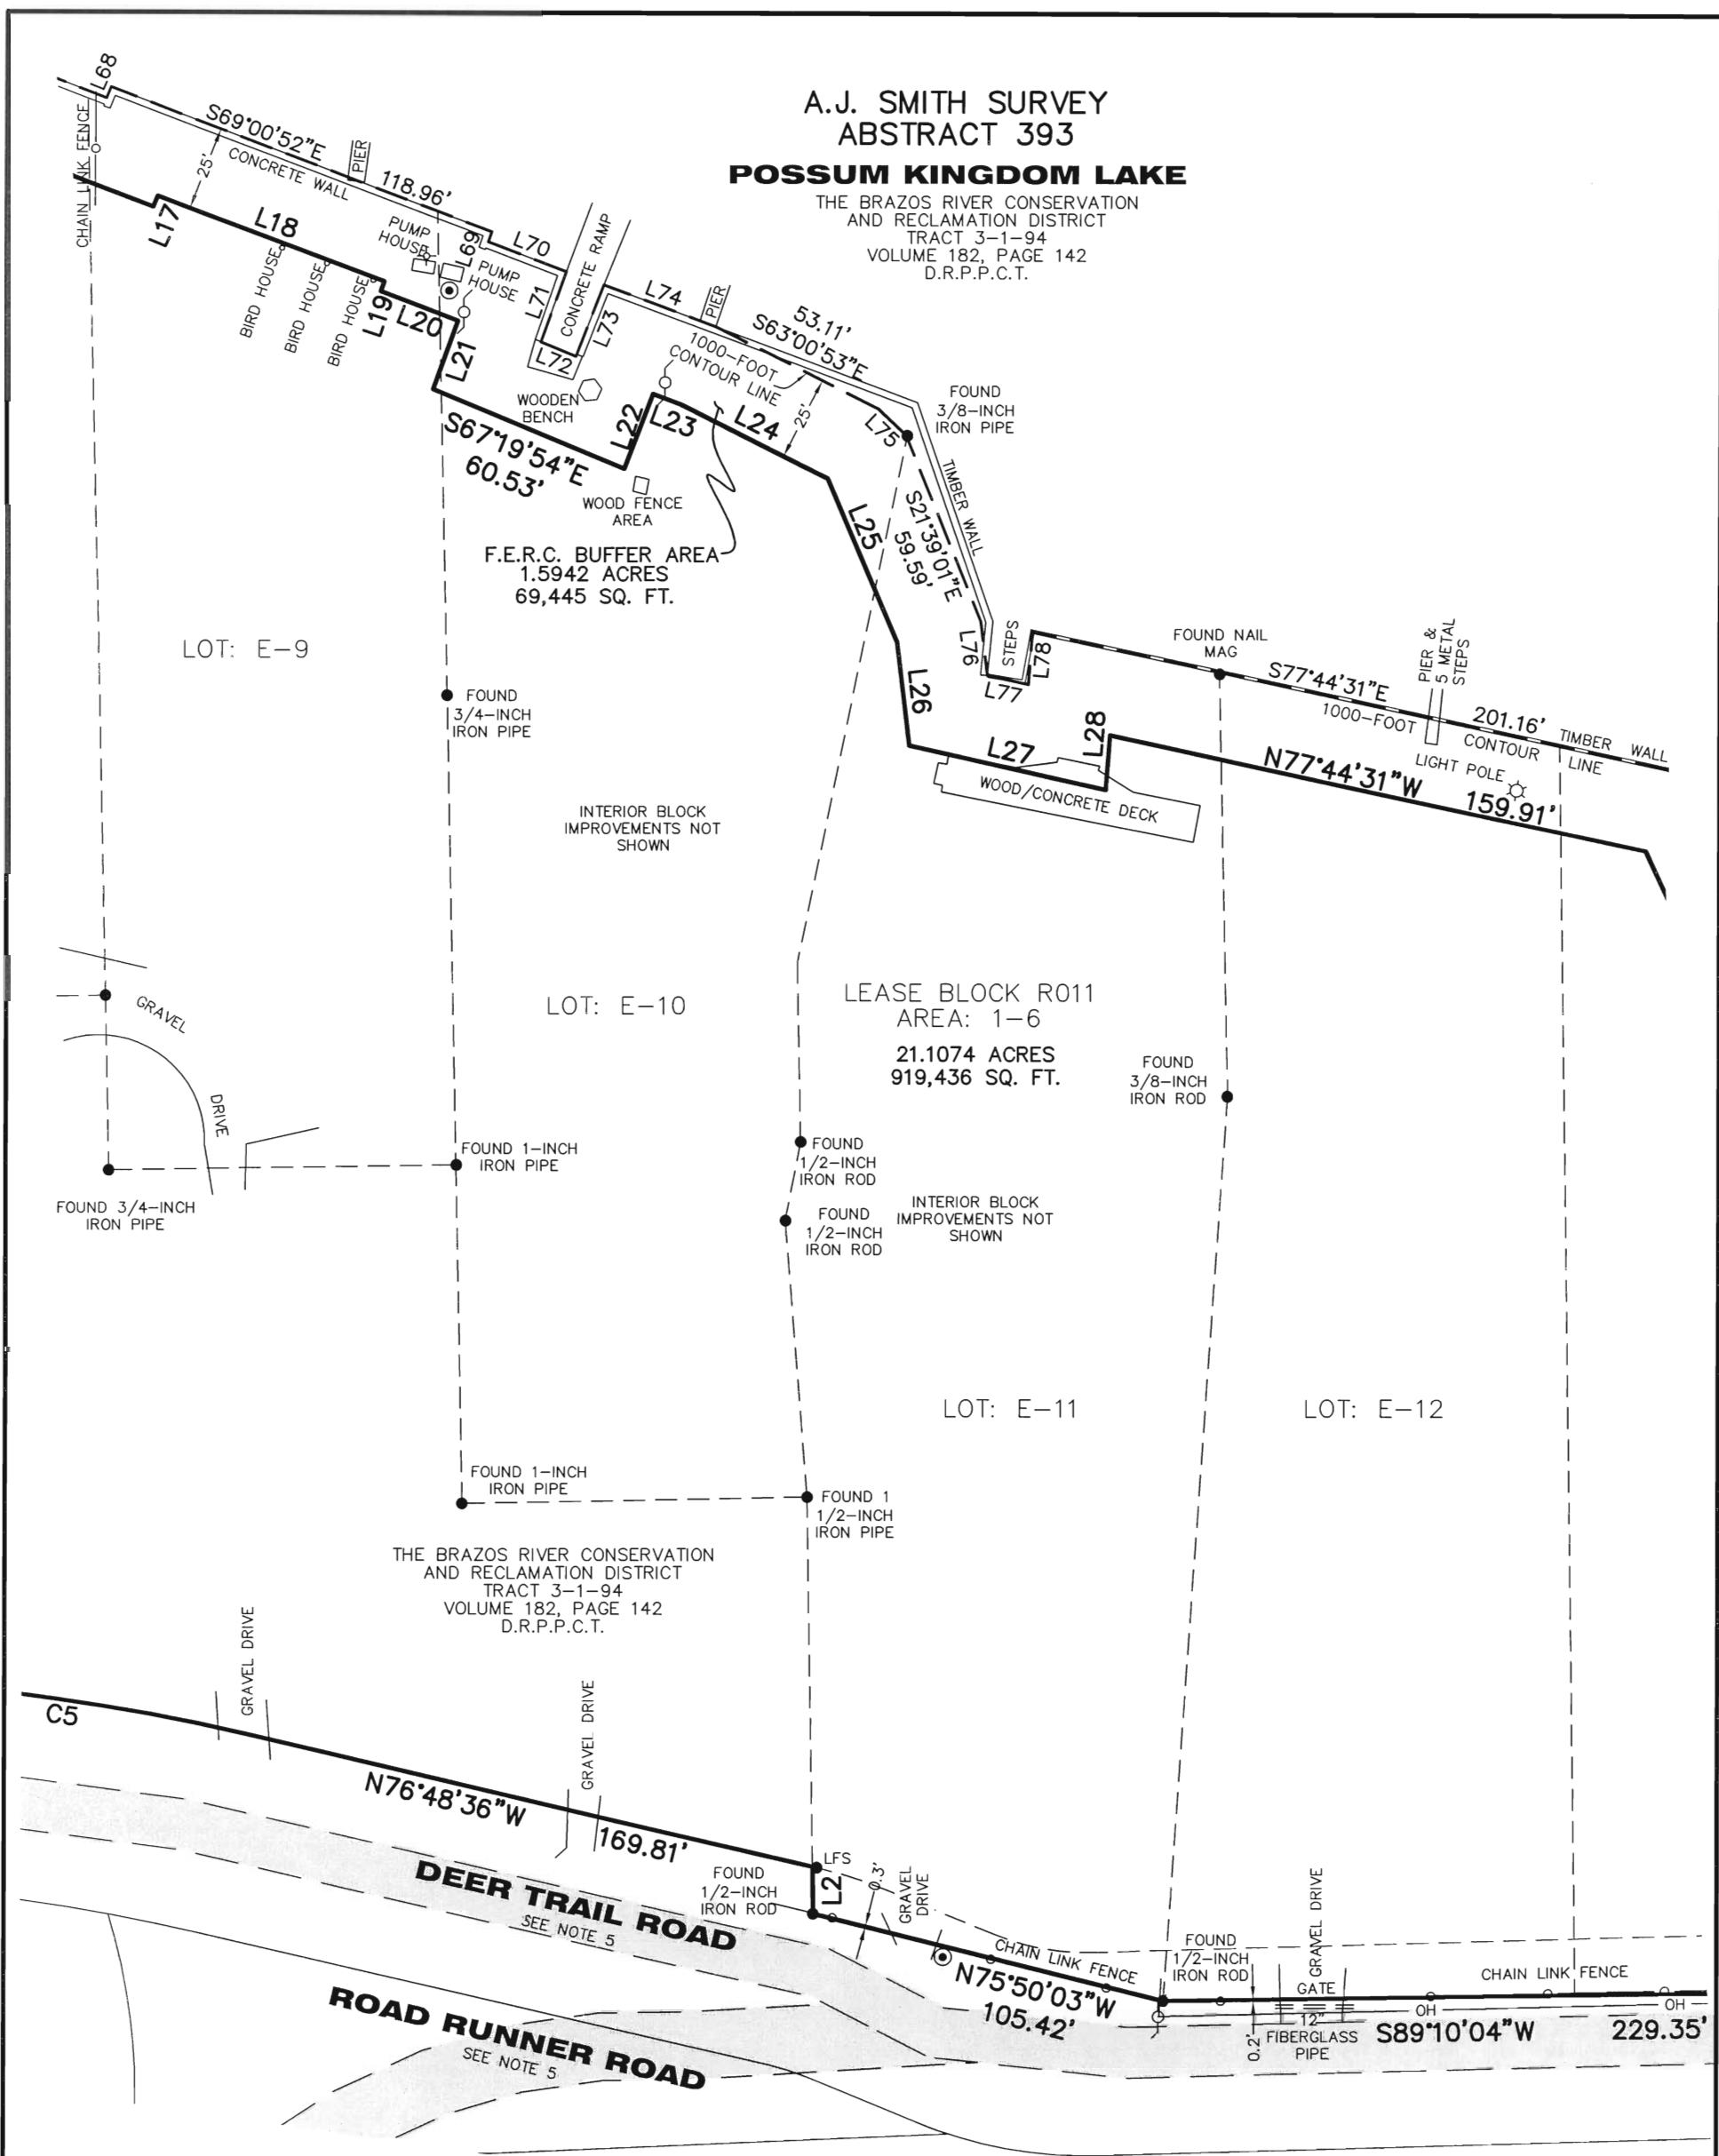 A.J. SMITH SURVEY
ABSTRACT 393
POSSUM KINGDOM LAKE
THE BRAZOS RIVER CONSERVATION
AND RECLAMATION DISTRICT
TRACT 3-1-94
VOLUME 182, PAGE 142
D.R.P.P.C.T.
L68
CHAIN LINK FENCE
S69°00'52"E
118.96'
CONCRETE WALL
25'
PIER
L17
L18
BIRD HOUSE
BIRD HOUSE
BIRD HOUSE
PUMP
HOUSE
L69
PUMP
HOUSE
L19
L20
L21
L70
L71
CONCRETE RAMP
L72
L73
L74
PIER
53.11'
S63°00'53"E
1000-FOOT
CONTOUR LINE
25'
WOODEN
BENCH
L22
L23
L24
L75
FOUND
3/8-INCH
IRON PIPE
S67°19'54"E
60.53'
WOOD FENCE
AREA
F.E.R.C. BUFFER AREA
1.5942 ACRES
69,445 SQ. FT.
L25
S21°39'01"E
59.59'
TIMBER WALL
L26
L76
STEPS
L77
L78
FOUND NAIL
MAG
PIER &
5 METAL
STEPS
S77°44'31"E
201.16'
1000-FOOT
CONTOUR
LINE
TIMBER WALL
LIGHT POLE
L27
L28
WOOD/CONCRETE DECK
N77°44'31"W
159.91'
LOT: E-9
FOUND
3/4-INCH
IRON PIPE
INTERIOR BLOCK
IMPROVEMENTS NOT
SHOWN
GRAVEL
DRIVE
LOT: E-10
LEASE BLOCK R011
AREA: 1-6
21.1074 ACRES
919,436 SQ. FT.
FOUND
3/8-INCH
IRON ROD
FOUND 1-INCH
IRON PIPE
FOUND
1/2-INCH
IRON ROD
FOUND 3/4-INCH
IRON PIPE
FOUND
1/2-INCH
IRON ROD
INTERIOR BLOCK
IMPROVEMENTS NOT
SHOWN
LOT: E-11
LOT: E-12
FOUND 1-INCH
IRON PIPE
FOUND 1
1/2-INCH
IRON PIPE
THE BRAZOS RIVER CONSERVATION
AND RECLAMATION DISTRICT
TRACT 3-1-94
VOLUME 182, PAGE 142
D.R.P.P.C.T.
GRAVEL DRIVE
GRAVEL DRIVE
C5
N76°48'36"W
169.81'
LFS
L2
0.3'
FOUND
1/2-INCH
IRON ROD
GRAVEL
DRIVE
DEER TRAIL ROAD
SEE NOTE 5
CHAIN LINK FENCE
N75°50'03"W
105.42'
FOUND
1/2-INCH
IRON ROD
GRAVEL DRIVE
GATE
CHAIN LINK FENCE
OH
OH
0.2'
12"
FIBERGLASS
PIPE
S89°10'04"W
229.35'
ROAD RUNNER ROAD
SEE NOTE 5